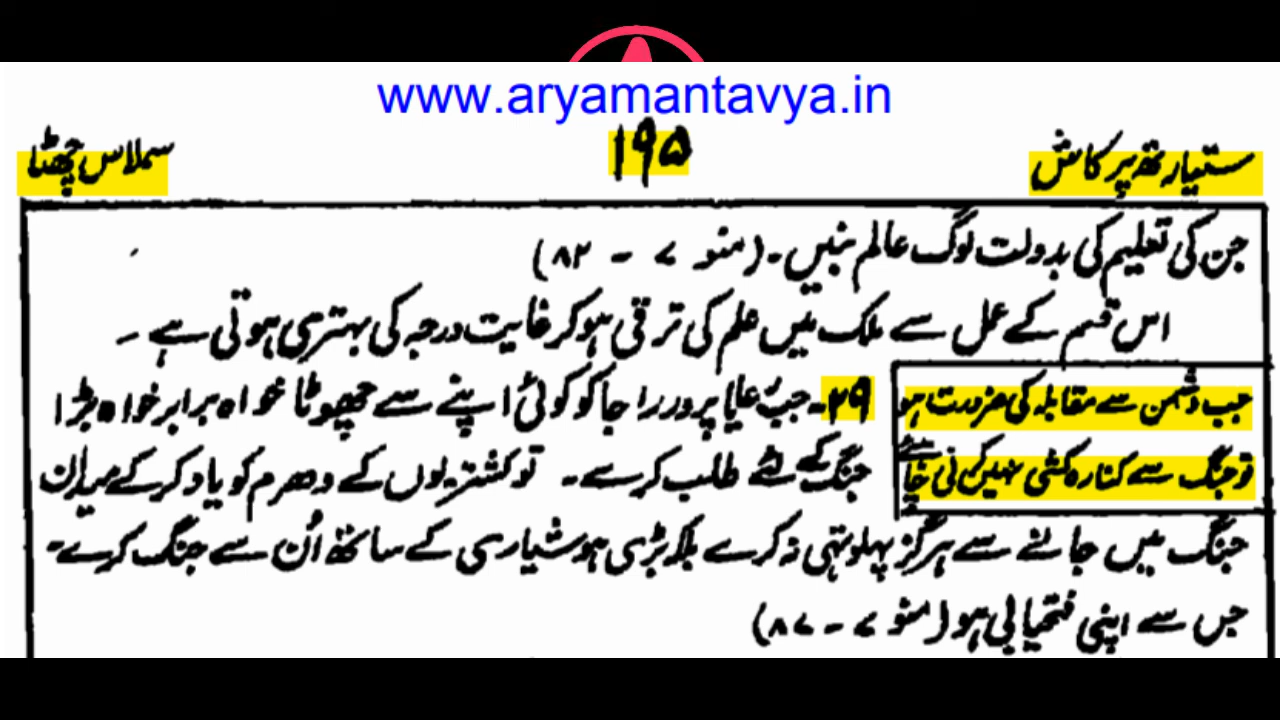 www.aryamantavya.in
ستیارتھ پرکاش ۱۹۵ سملاس چھٹا
جن کی تعلیم کی بدولت لوگ عالم بنیں۔ (منو ۷ - ۸۲)
اس قسم کے عمل سے ملک میں علم کی ترقی ہو کر غایت درجہ کی بہتری ہوتی ہے ۔
جب دشمن سے مقابلہ کی ضرورت ہو
تو جنگ سے کنارہ کشی نہیں کرنی چاہئے
۲۹۔ جب رعایا پرور راجا کو کوئی اپنے سے چھوٹا خواہ برابر خواہ بڑا
جنگ کے لئے طلب کرے۔ تو کشتریوں کے دھرم کو یاد کر کے میدان
جنگ میں جانے سے ہرگز پہلوتہی نہ کرے بلکہ بڑی ہوشیاری کے ساتھ اُن سے جنگ کرے۔
جس سے اپنی فتحیابی ہو (منو ۷ - ۸۷)